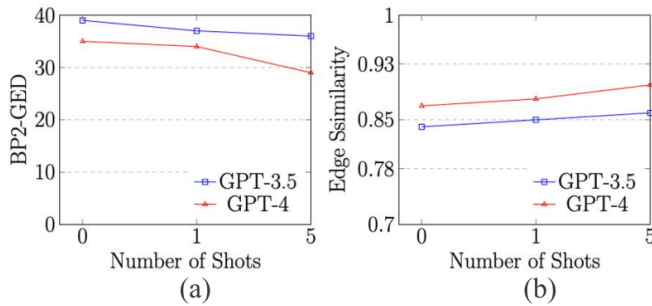 40
30
20
10
0
BP2-GED
0 1 5
Number of Shots
GPT-3.5
GPT-4
(a)
1
0.93
0.85
0.78
0.7
Edge Ssimilarity
0 1 5
Number of Shots
GPT-3.5
GPT-4
(b)